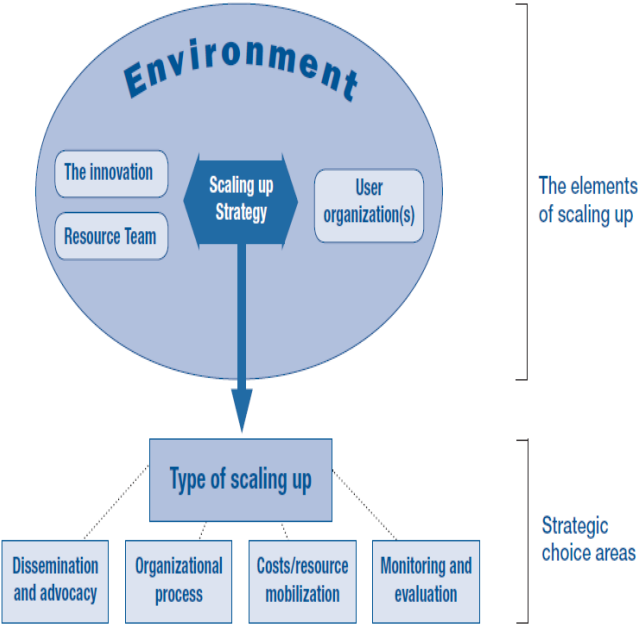 Environment
The innovation
Resource Team
Scaling up
Strategy
User
organization(s)
The elements
of scaling up
Type of scaling up
Dissemination
and advocacy
Organizational
process
Costs/resource
mobilization
Monitoring and
evaluation
Strategic
choice areas